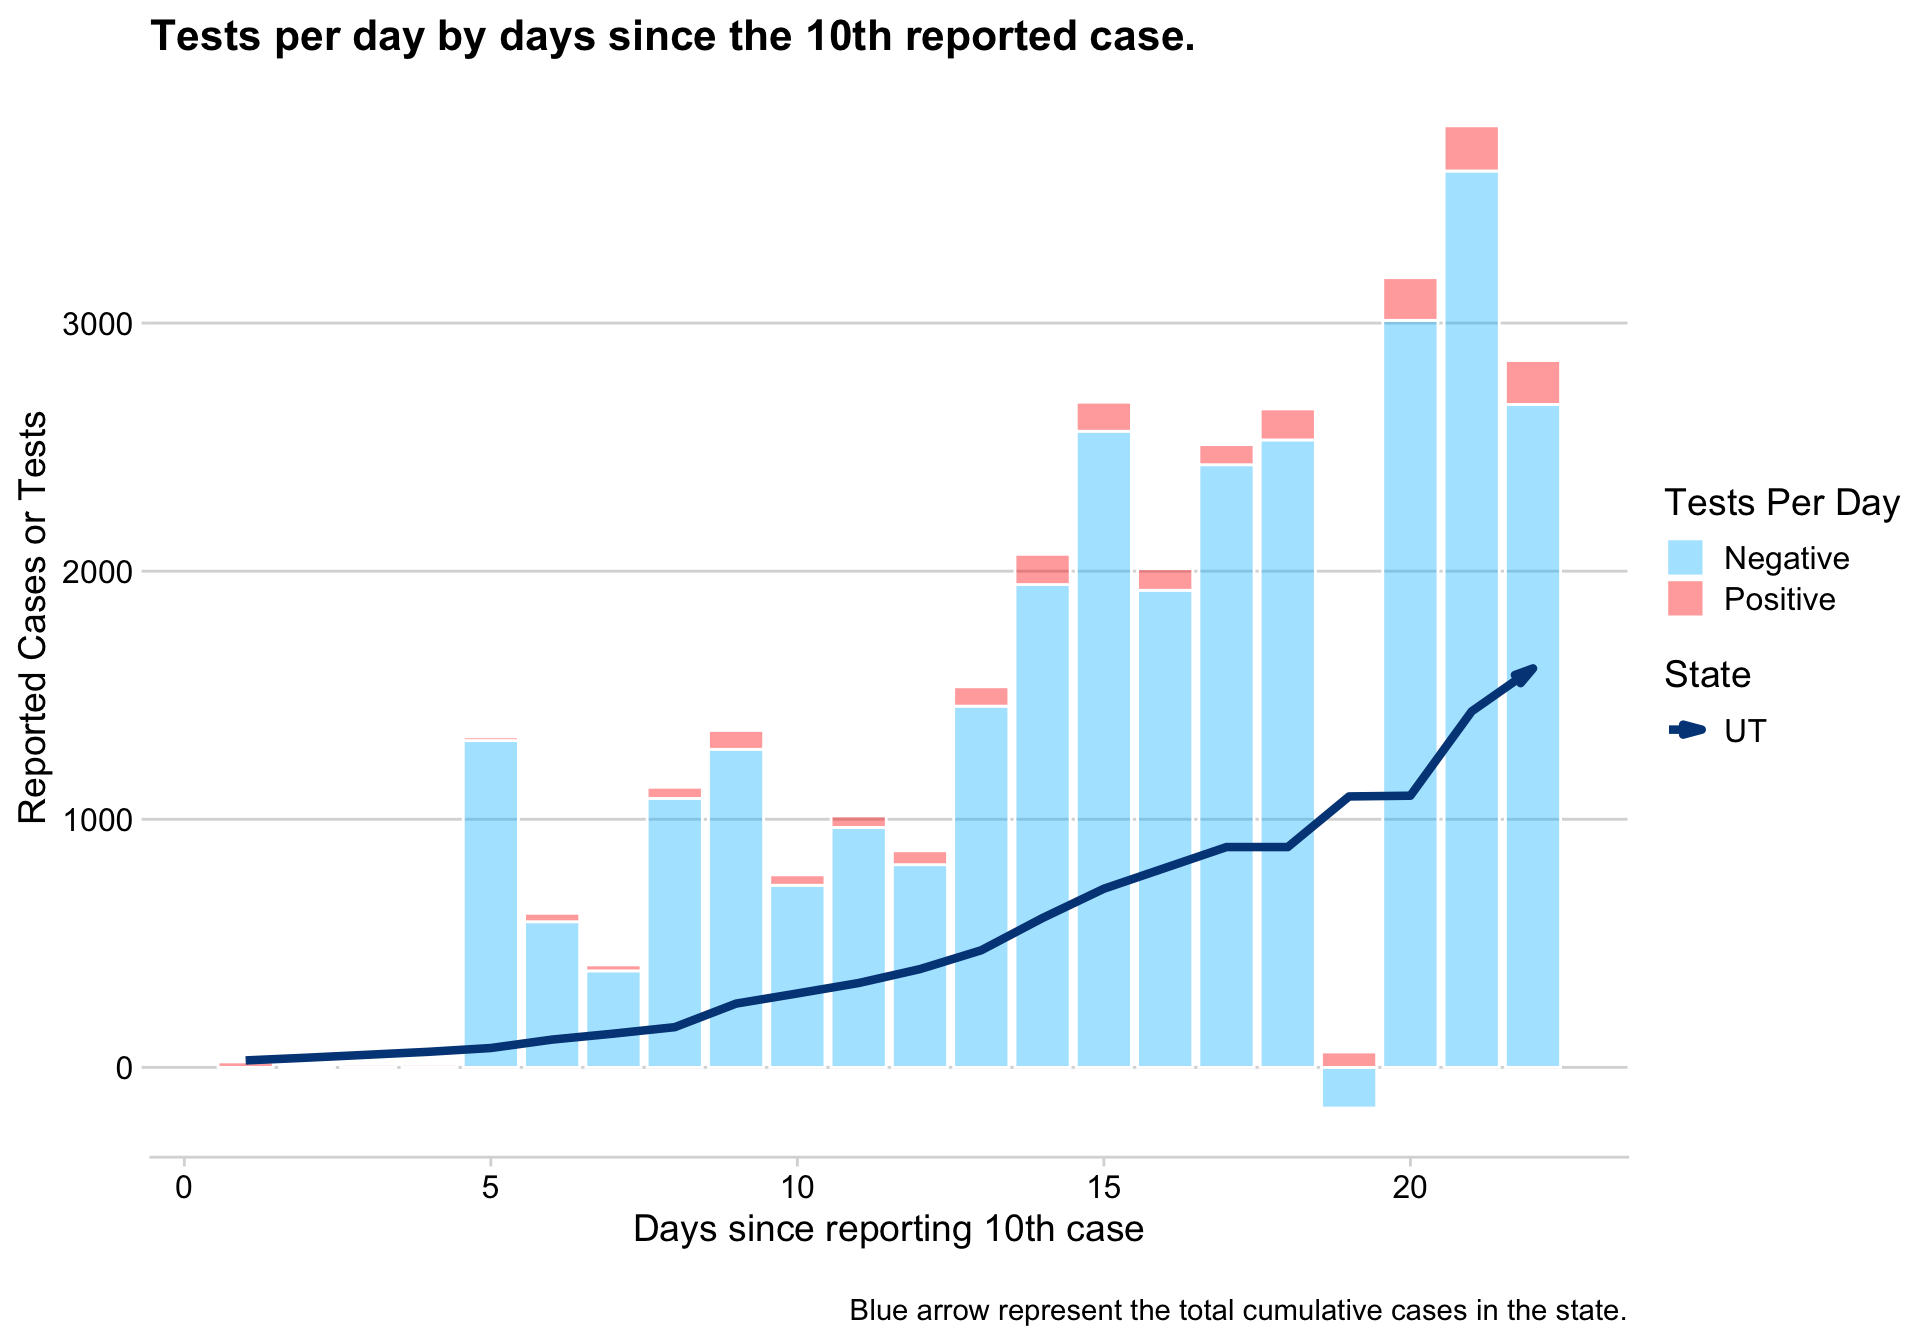 Tests per day by days since the 10th reported case.
Reported Cases or Tests
3000
2000
1000
0
0 5 10 15 20
Days since reporting 10th case
Tests Per Day
Negative
Positive
State
UT
Blue arrow represent the total cumulative cases in the state.